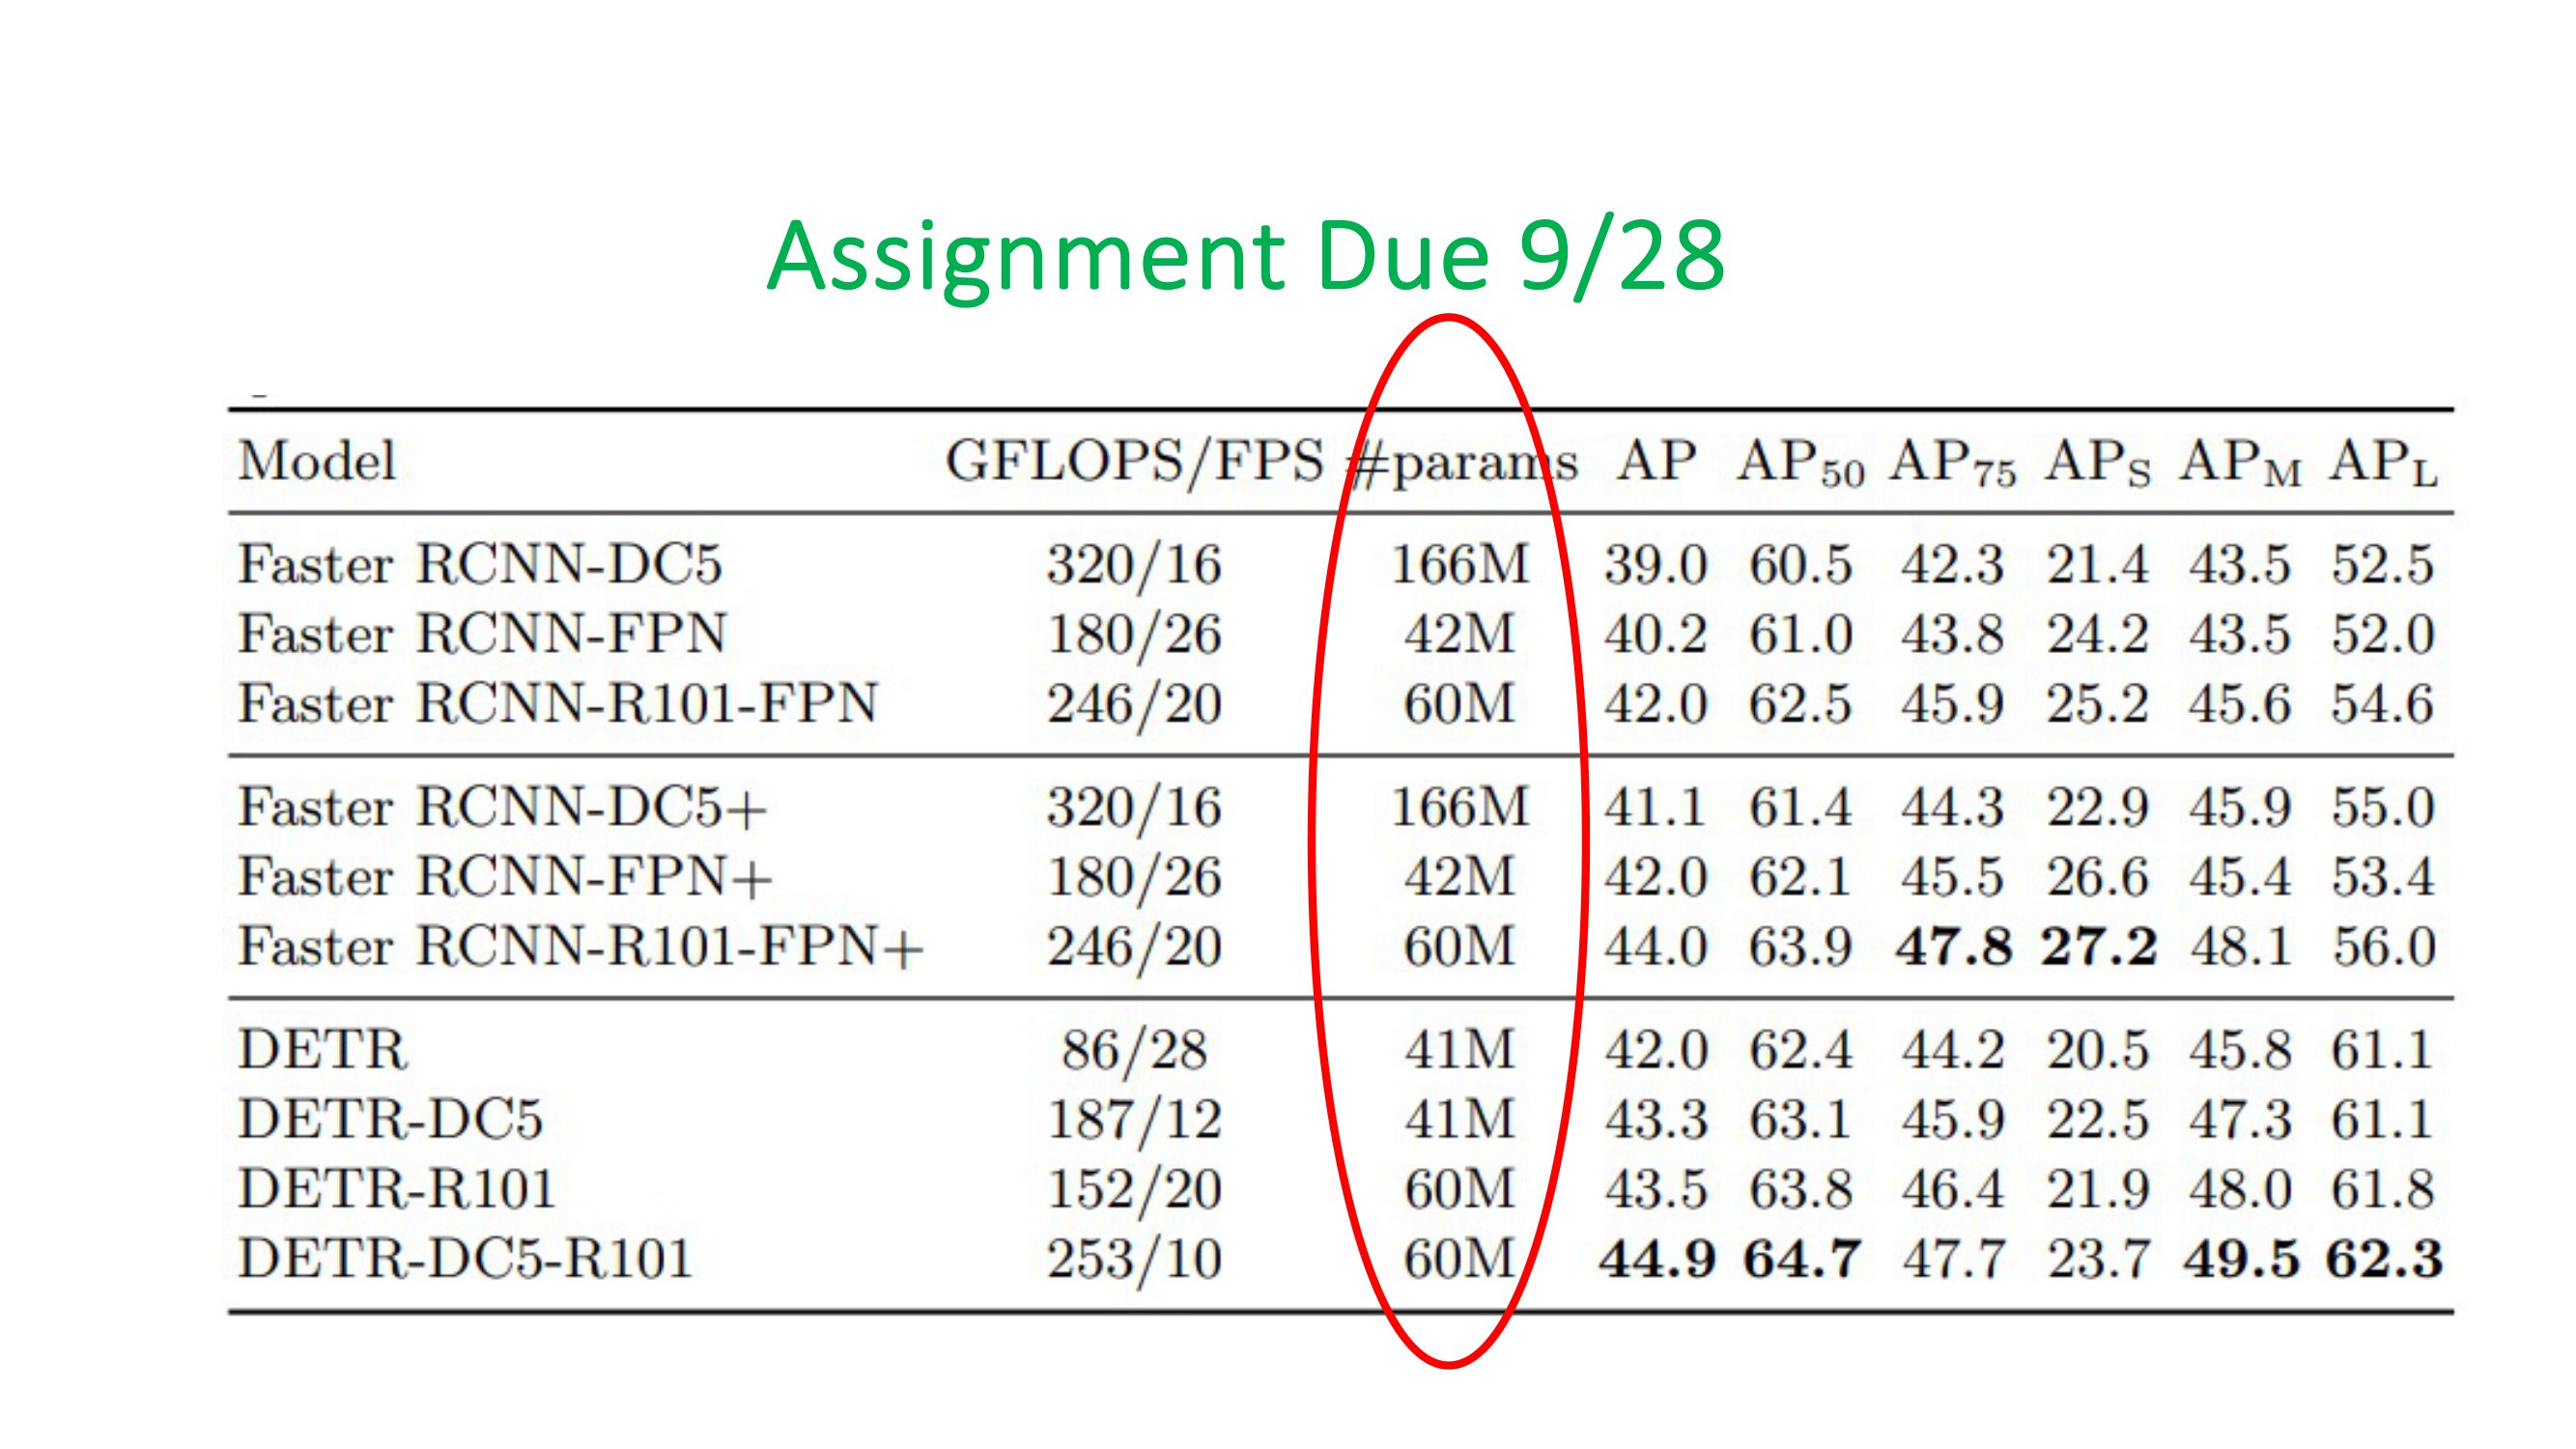 Assignment Due 9/28
Model GFLOPS/FPS #params AP AP50 AP75 APS APM APL
Faster RCNN-DC5 320/16 166M 39.0 60.5 42.3 21.4 43.5 52.5
Faster RCNN-FPN 180/26 42M 40.2 61.0 43.8 24.2 43.5 52.0
Faster RCNN-R101-FPN 246/20 60M 42.0 62.5 45.9 25.2 45.6 54.6
Faster RCNN-DC5+ 320/16 166M 41.1 61.4 44.3 22.9 45.9 55.0
Faster RCNN-FPN+ 180/26 42M 42.0 62.1 45.5 26.6 45.4 53.4
Faster RCNN-R101-FPN+ 246/20 60M 44.0 63.9 47.8 27.2 48.1 56.0
DETR 86/28 41M 42.0 62.4 44.2 20.5 45.8 61.1
DETR-DC5 187/12 41M 43.3 63.1 45.9 22.5 47.3 61.1
DETR-R101 152/20 60M 43.5 63.8 46.4 21.9 48.0 61.8
DETR-DC5-R101 253/10 60M 44.9 64.7 47.7 23.7 49.5 62.3